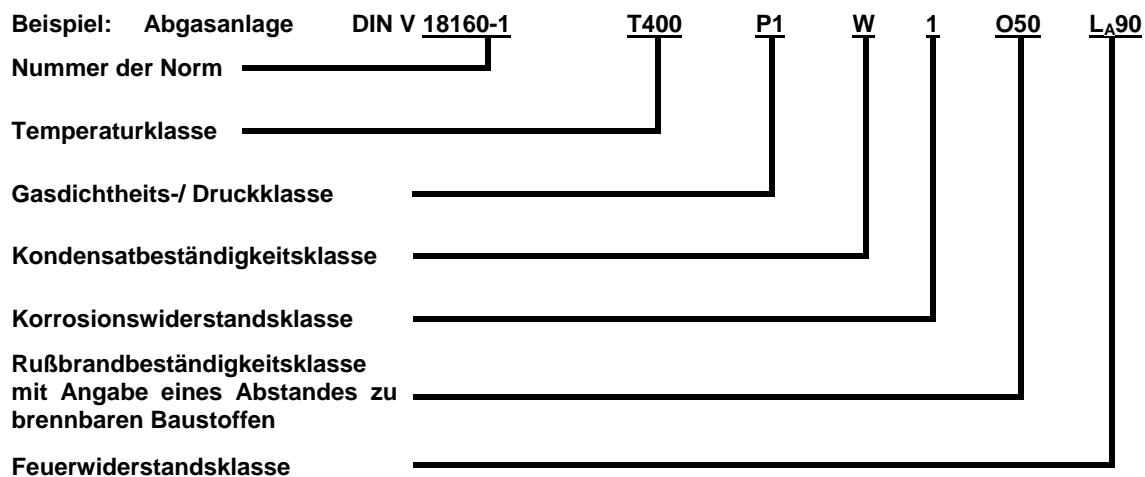 Beispiel: Abgasanlage DIN V 18160-1 T400 P1 W 1 O50 LA90
Nummer der Norm
Temperaturklasse
Gasdichtheits-/ Druckklasse
Kondensatbeständigkeitsklasse
Korrosionswiderstandsklasse
Rußbrandbeständigkeitsklasse
mit Angabe eines Abstandes zu
brennbaren Baustoffen
Feuerwiderstandsklasse